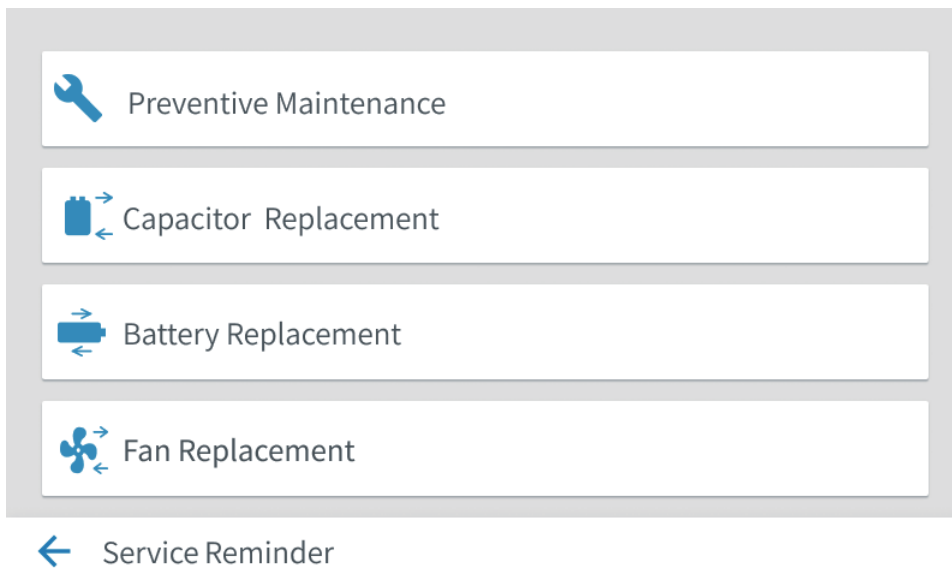 Preventive Maintenance
Capacitor  Replacement
Battery Replacement
Fan Replacement
Service Reminder